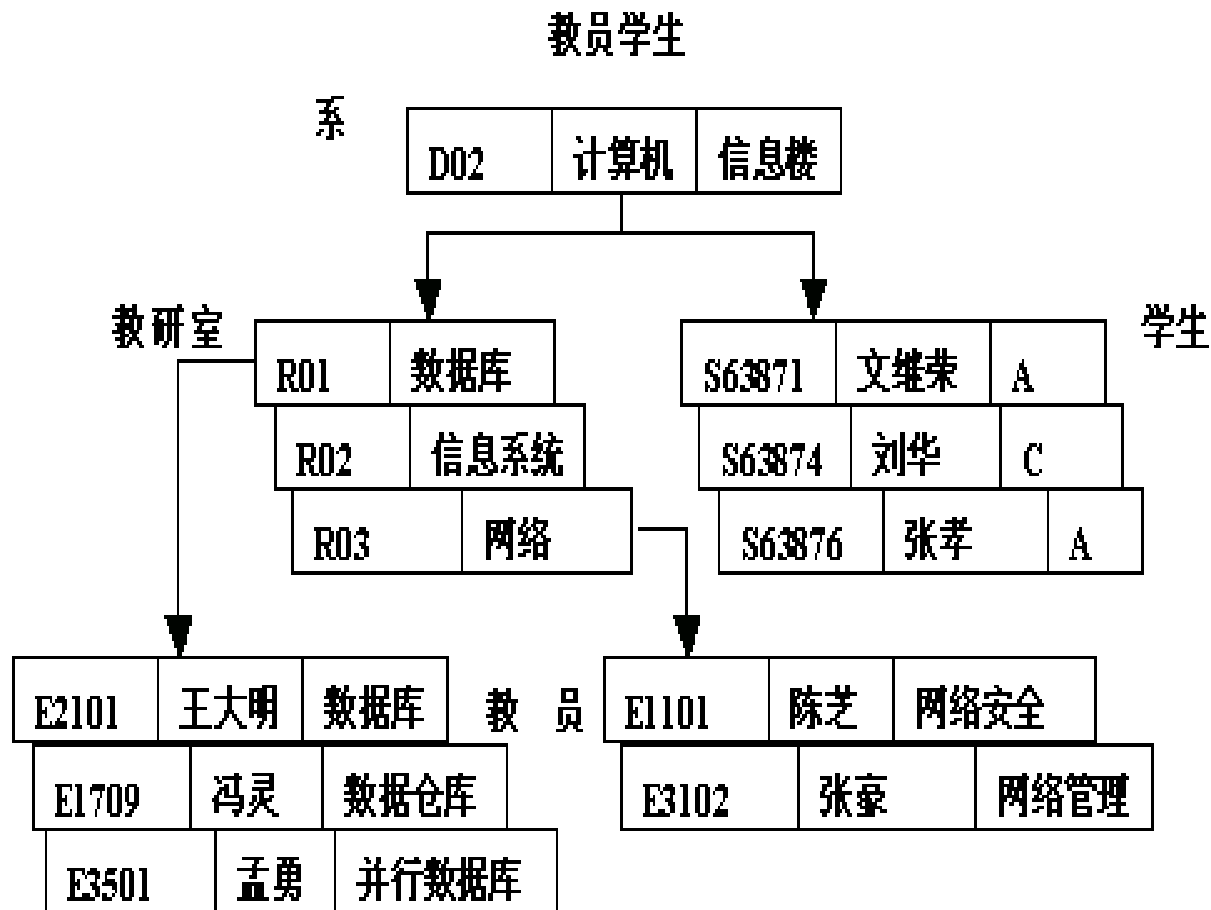 教员学生
系
D02 计算机 信息楼
教研室
R01 数据库
R02 信息系统
R03 网络
学生
S63871 文继荣 A
S63874 刘华 C
S63876 张孝 A
E2101 王大明 数据库
E1709 冯灵 数据仓库
E3501 孟勇 并行数据库
教 员
E1101 陈芝 网络安全
E3102 张豪 网络管理